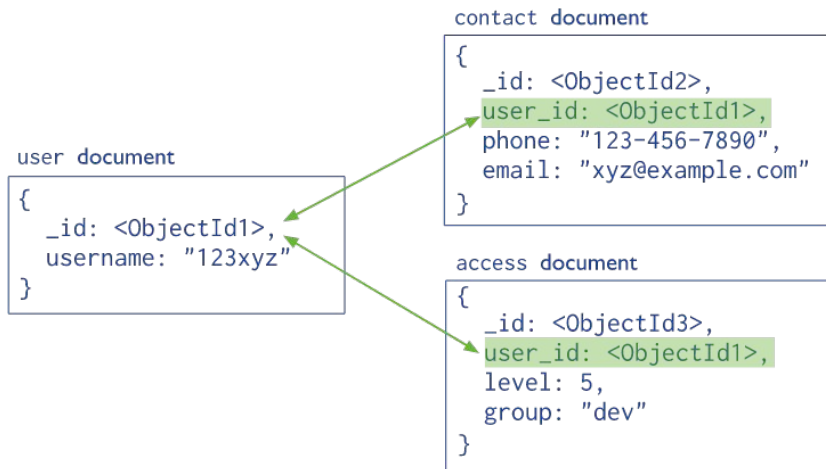 contact document
{
_id: <ObjectId2>,
user_id: <ObjectId1>,
phone: "123-456-7890",
email: "xyz@example.com"
}
user document
{
_id: <ObjectId1>,
username: "123xyz"
}
access document
{
_id: <ObjectId3>,
user_id: <ObjectId1>,
level: 5,
group: "dev"
}